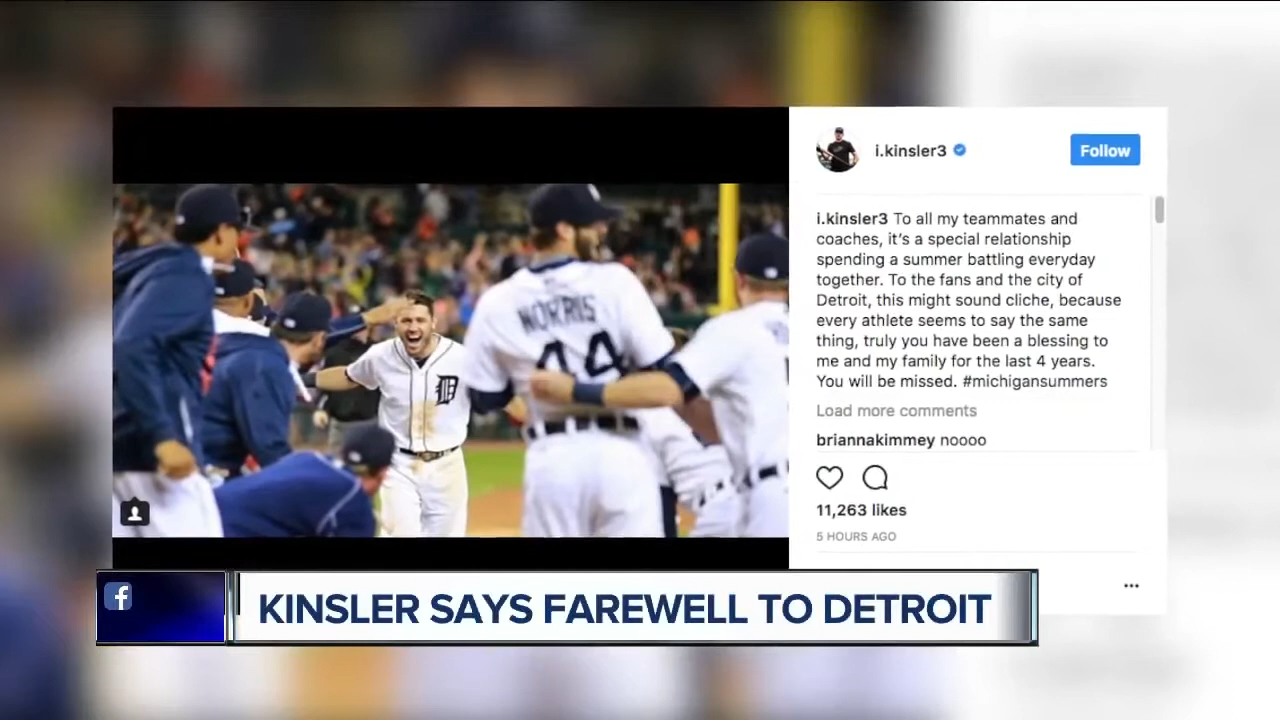 NORRIS
44
D
i.kinsler3
Follow
i.kinsler3 To all my teammates and
coaches, it's a special relationship
spending a summer battling everyday
together. To the fans and the city of
Detroit, this might sound cliche, because
every athlete seems to say the same
thing, truly you have been a blessing to
me and my family for the last 4 years.
You will be missed. #michigansummers
Load more comments
briannakimmey noooo
11,263 likes
5 HOURS AGO
f
KINSLER SAYS FAREWELL TO DETROIT